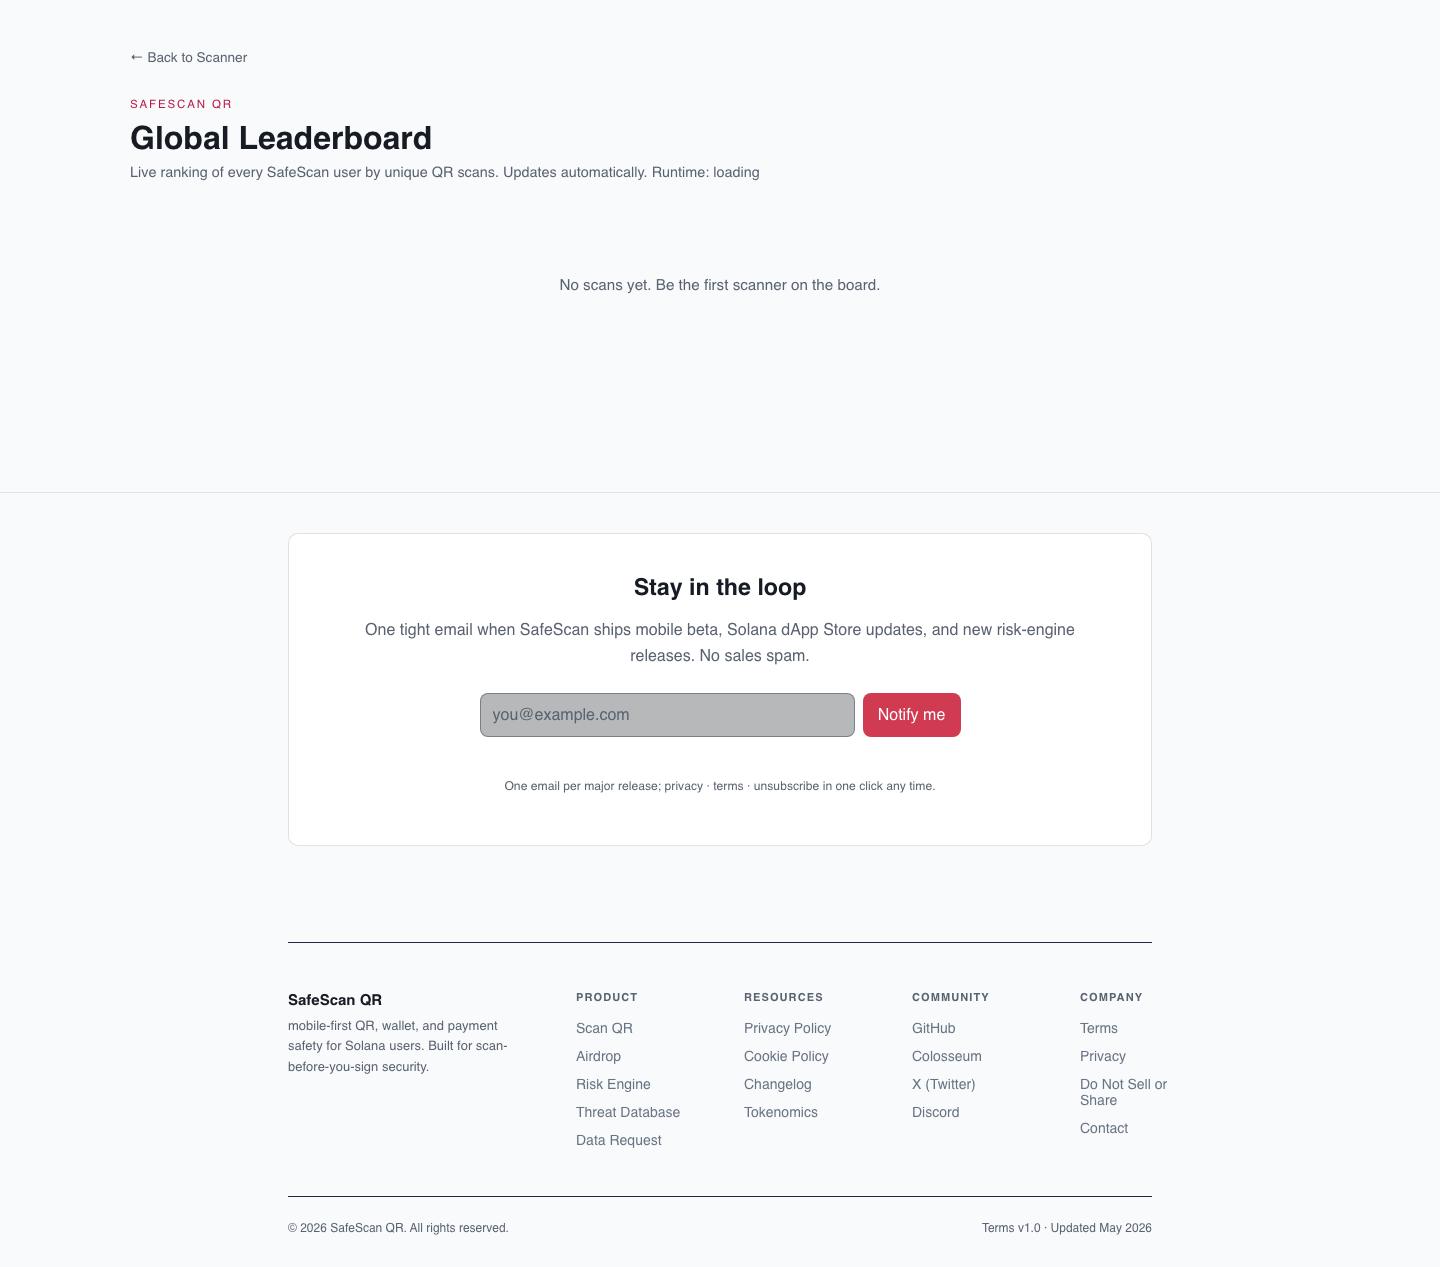 ← Back to Scanner
SAFESCAN QR
Global Leaderboard
Live ranking of every SafeScan user by unique QR scans. Updates automatically. Runtime: loading
No scans yet. Be the first scanner on the board.
Stay in the loop
One tight email when SafeScan ships mobile beta, Solana dApp Store updates, and new risk-engine
releases. No sales spam.
you@example.com
Notify me
One email per major release; privacy · terms · unsubscribe in one click any time.
SafeScan QR
mobile-first QR, wallet, and payment
safety for Solana users. Built for scan-
before-you-sign security.
PRODUCT
Scan QR
Airdrop
Risk Engine
Threat Database
Data Request
RESOURCES
Privacy Policy
Cookie Policy
Changelog
Tokenomics
COMMUNITY
GitHub
Colosseum
X (Twitter)
Discord
COMPANY
Terms
Privacy
Do Not Sell or
Share
Contact
© 2026 SafeScan QR. All rights reserved.
Terms v1.0 · Updated May 2026